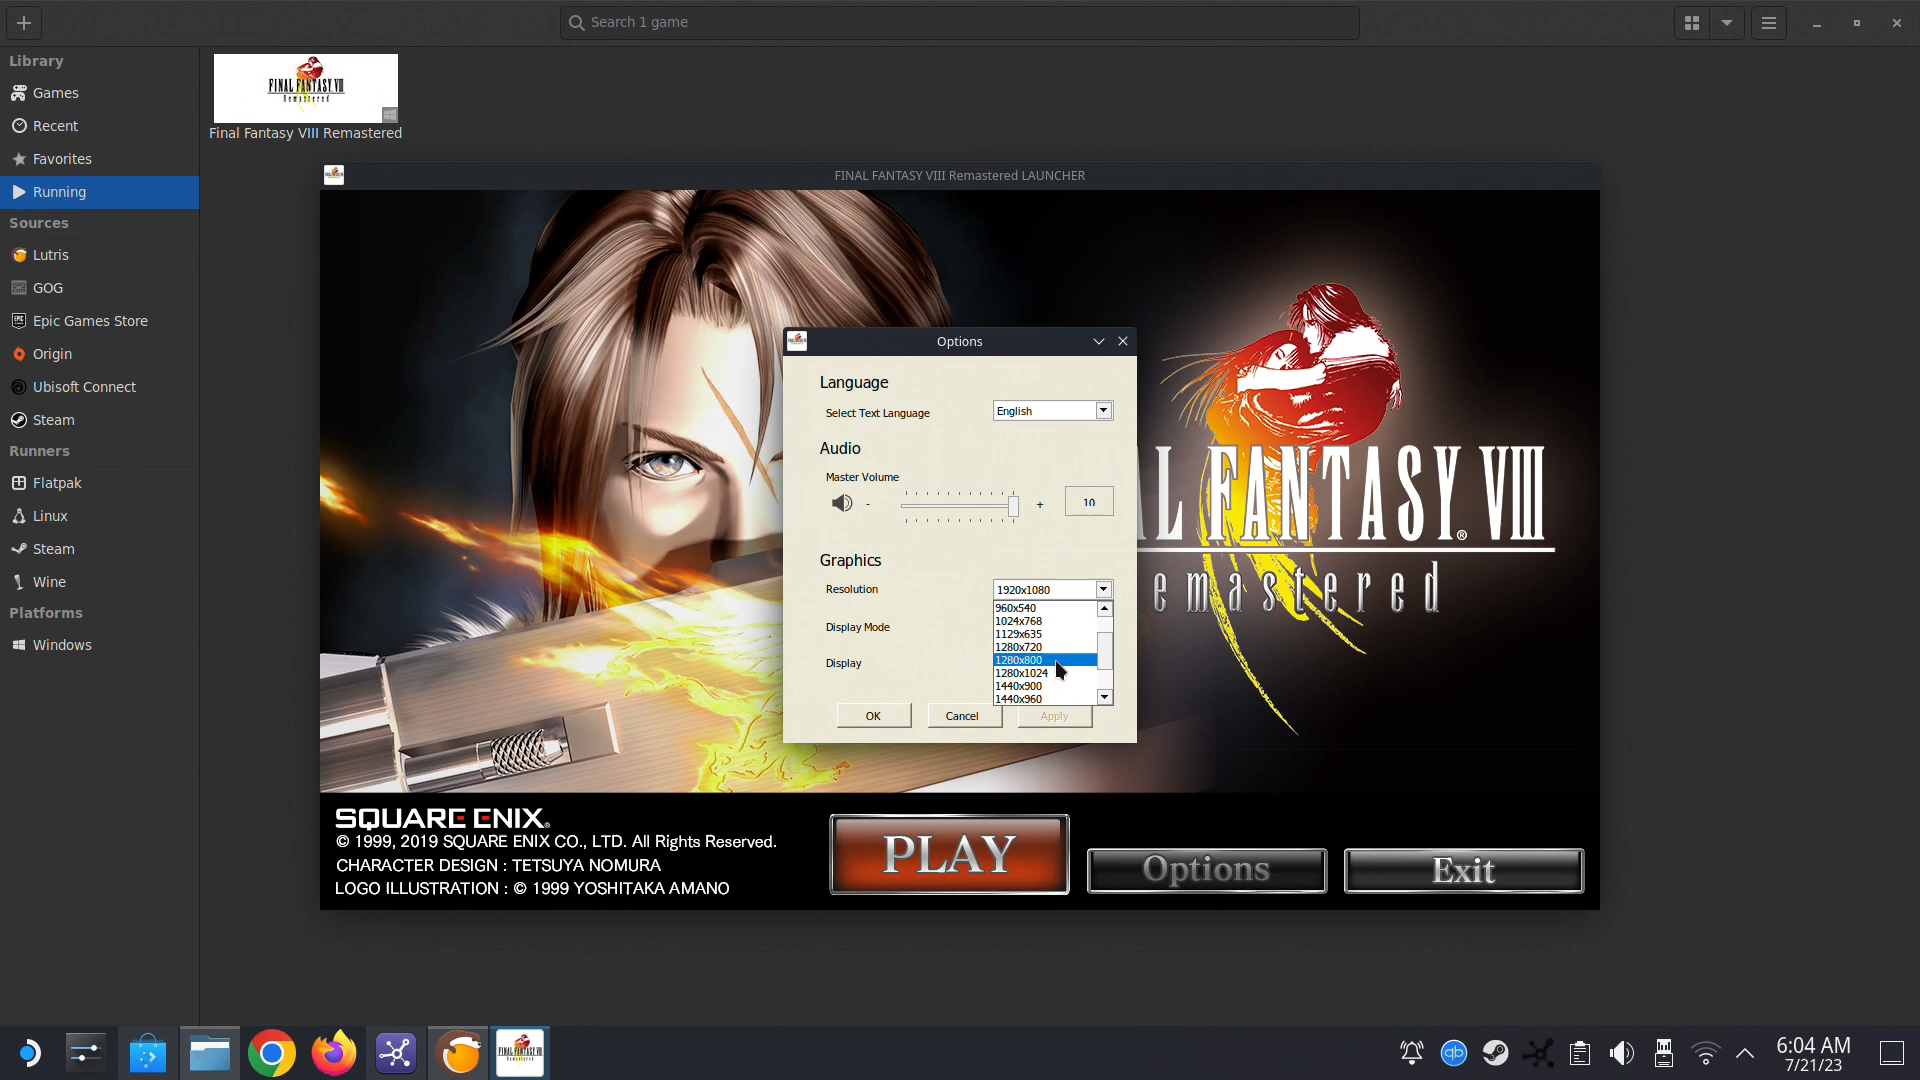 Search 1 game
Library
Games
Recent
Favorites
Running
Sources
Lutris
GOG
Epic Games Store
Origin
Ubisoft Connect
Steam
Runners
Flatpak
Linux
Steam
Wine
Platforms
Windows
FINAL FANTASY VIII
Remastered
Final Fantasy VIII Remastered
FINAL FANTASY VIII Remastered LAUNCHER
Options
Language
Select Text Language
English
Audio
Master Volume
-
+
10
Graphics
Resolution
1920x1080
960x540
1024x768
1129x635
1280x720
1280x800
1280x1024
1440x900
1440x960
Display Mode
Display
OK
Cancel
Apply
L FANTASY® VIII
emastered
SQUARE ENIX®
© 1999, 2019 SQUARE ENIX CO., LTD. All Rights Reserved.
CHARACTER DESIGN : TETSUYA NOMURA
LOGO ILLUSTRATION : © 1999 YOSHITAKA AMANO
PLAY
Options
Exit
6:04 AM
7/21/23